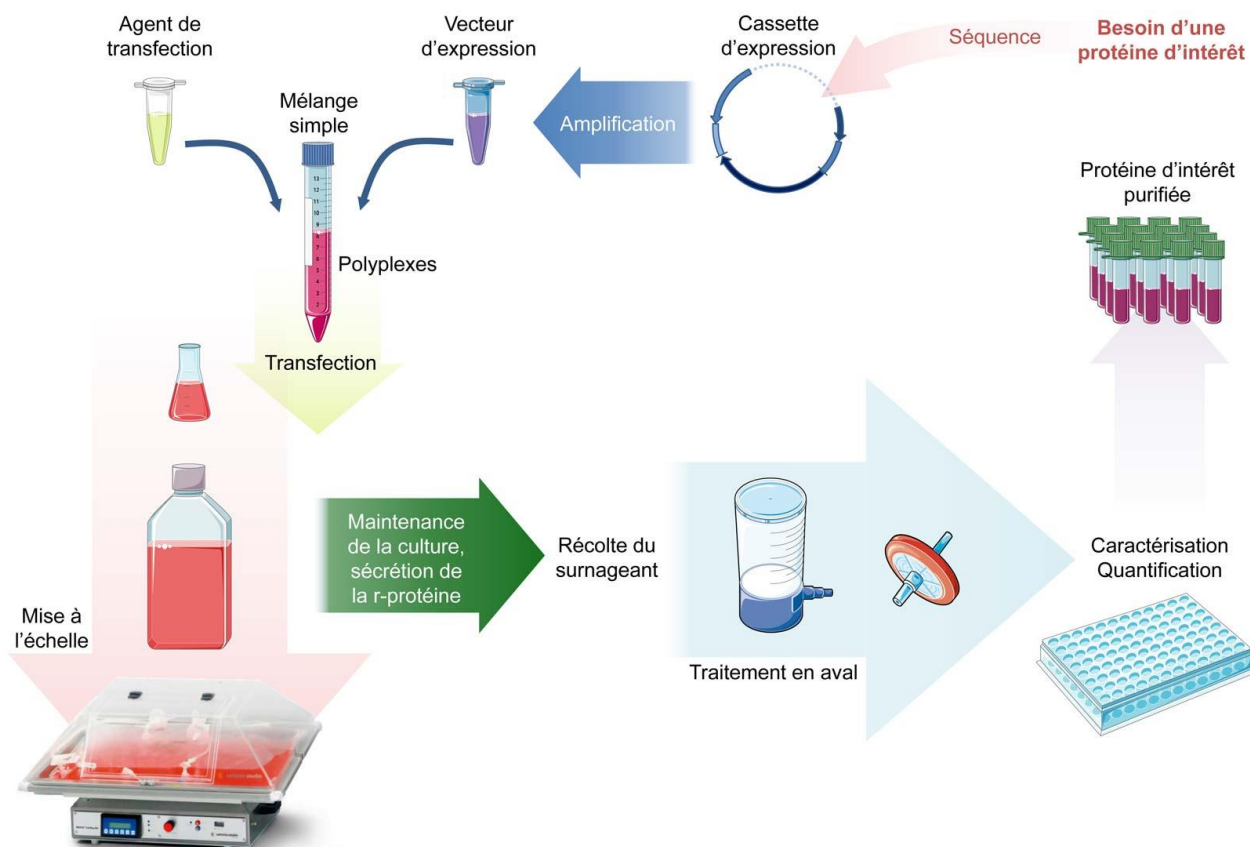 Agent de
transfection
Vecteur
d’expression
Cassette
d’expression
Séquence
Besoin d’une
protéine d’intérêt
Mélange
simple
Amplification
Polyplexes
Protéine d’intérêt
purifiée
Transfection
Maintenance
de la culture,
sécrétion de
la r-protéine
Récolte du
surnageant
Caractérisation
Quantification
Mise à
l’échelle
Traitement en aval